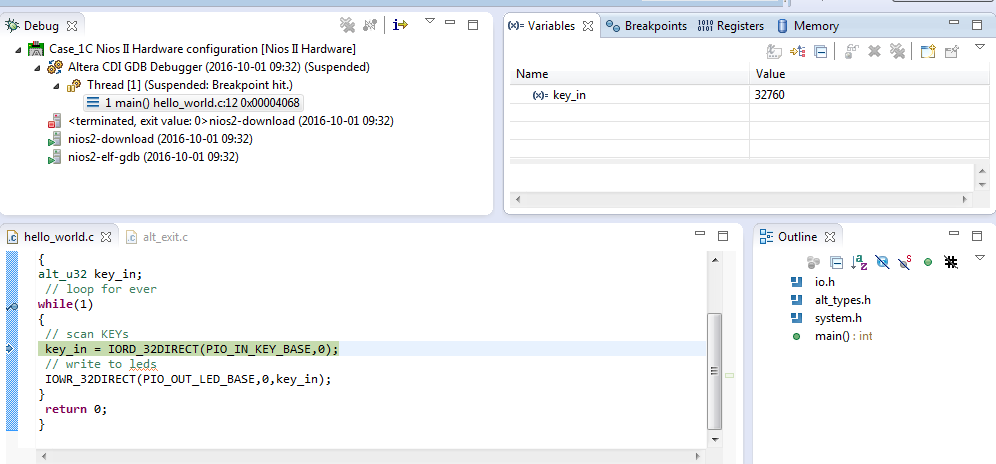 Debug
Case_1C Nios II Hardware configuration [Nios II Hardware]
Altera CDI GDB Debugger (2016-10-01 09:32) (Suspended)
Thread [1] (Suspended: Breakpoint hit.)
1 main() hello_world.c:12 0x00004068
<terminated, exit value: 0>nios2-download (2016-10-01 09:32)
nios2-download (2016-10-01 09:32)
nios2-elf-gdb (2016-10-01 09:32)
(x)= Variables Breakpoints 1010 0101 Registers Memory
Name Value
(x)= key_in 32760
hello_world.c alt_exit.c
{
alt_u32 key_in;
// loop for ever
while(1)
{
// scan KEYs
key_in = IORD_32DIRECT(PIO_IN_KEY_BASE,0);
// write to leds
IOWR_32DIRECT(PIO_OUT_LED_BASE,0,key_in);
}
return 0;
}
Outline
io.h
alt_types.h
system.h
main() : int